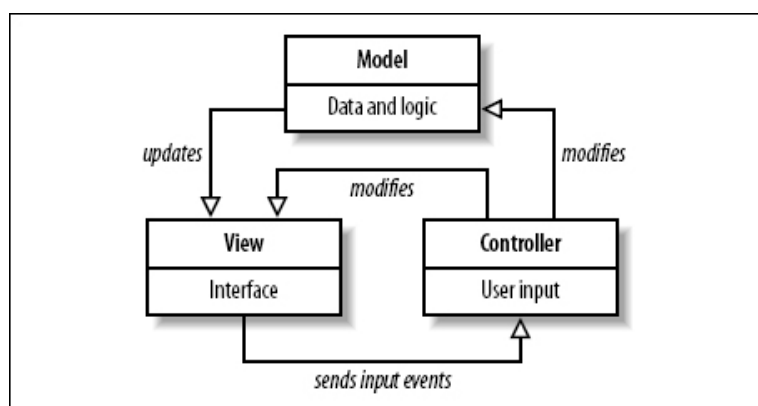 Model
Data and logic
updates
modifies
modifies
View
Interface
Controller
User input
sends input events